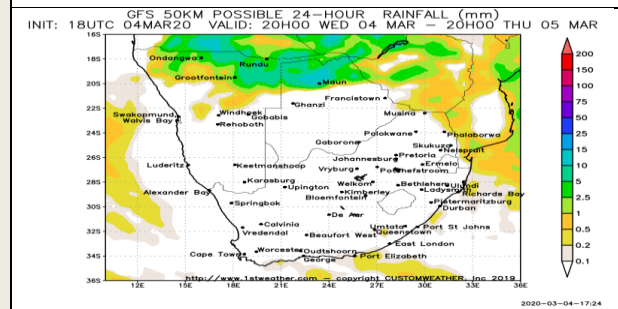 GFS 50KM POSSIBLE 24-HOUR RAINFALL (mm)
INIT: 18UTC 04MAR20 VALID: 20H00 WED 04 MAR - 20H00 THU 05 MAR
16S
Ondangwa
Rundu
18S
Grootfontein
Maun
20S
Francistown
Ghanzi
22S
Musina
Windhoek
Gobabis
Swakopmund
Walvis Bay
Rehoboth
24S
Polokwane
Phalaborwa
Gaborone
Skukuza
Nelspruit
26S
Pretoria
Johannesburg
Luderitz
Keetmanshoop
Vryburg
Potchefstroom
Ermelo
28S
Karasburg
Upington
Welkom
Bethlehem
Ulundi
Alexander Bay
Kimberley
Ladysmith
Richards Bay
Bloemfontein
Springbok
Pietermaritzburg
30S
Durban
De Aar
Calvinia
Umtata
Port St Johns
32S
Vredendal
Beaufort West
Queenstown
East London
Cape Town
Worcester
Oudtshoorn
34S
George
Port Elizabeth
http://www.1stweather.com - copyright CUSTOMWEATHER, Inc 2019
36S
12E 15E 18E 21E 24E 27E 30E 33E 36E
200
150
100
75
50
25
15
10
5
2.5
1
0.5
0.2
0.1
2020-03-04-17:24